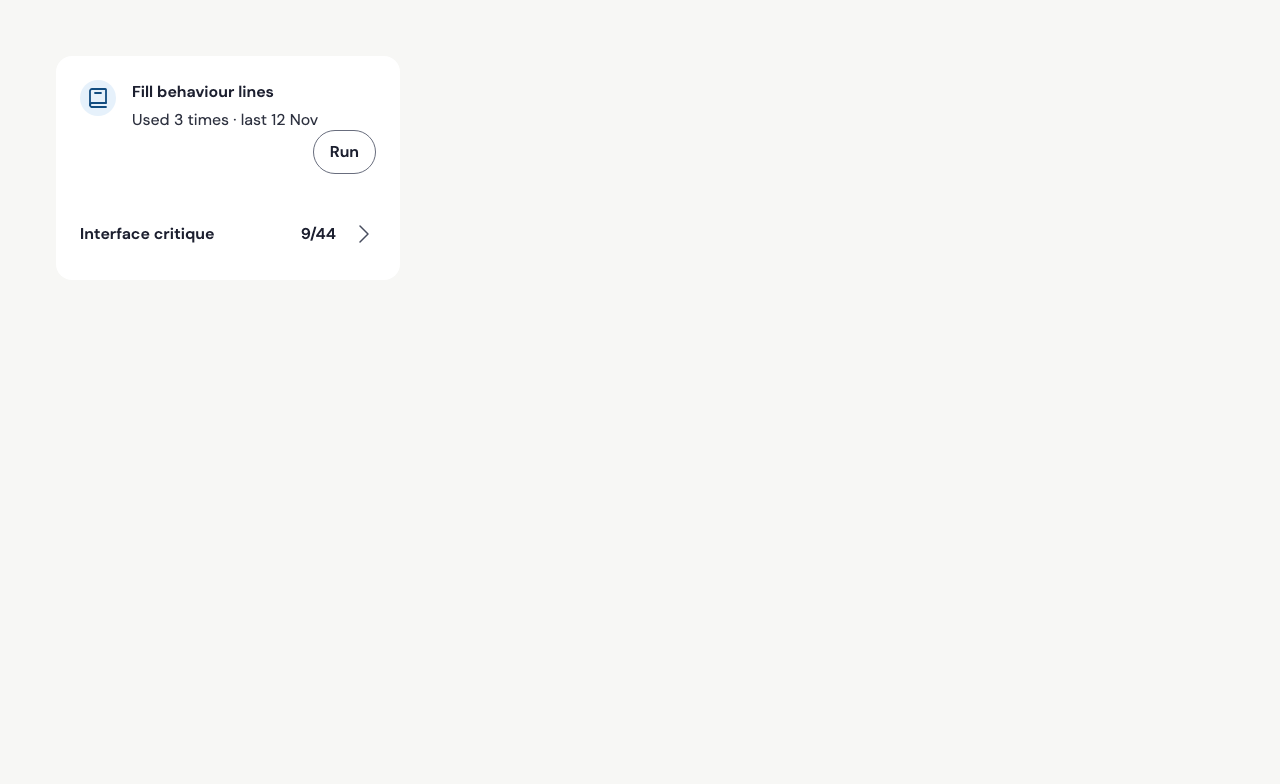 Fill behaviour lines
Used 3 times · last 12 Nov
Run
Interface critique 9/44